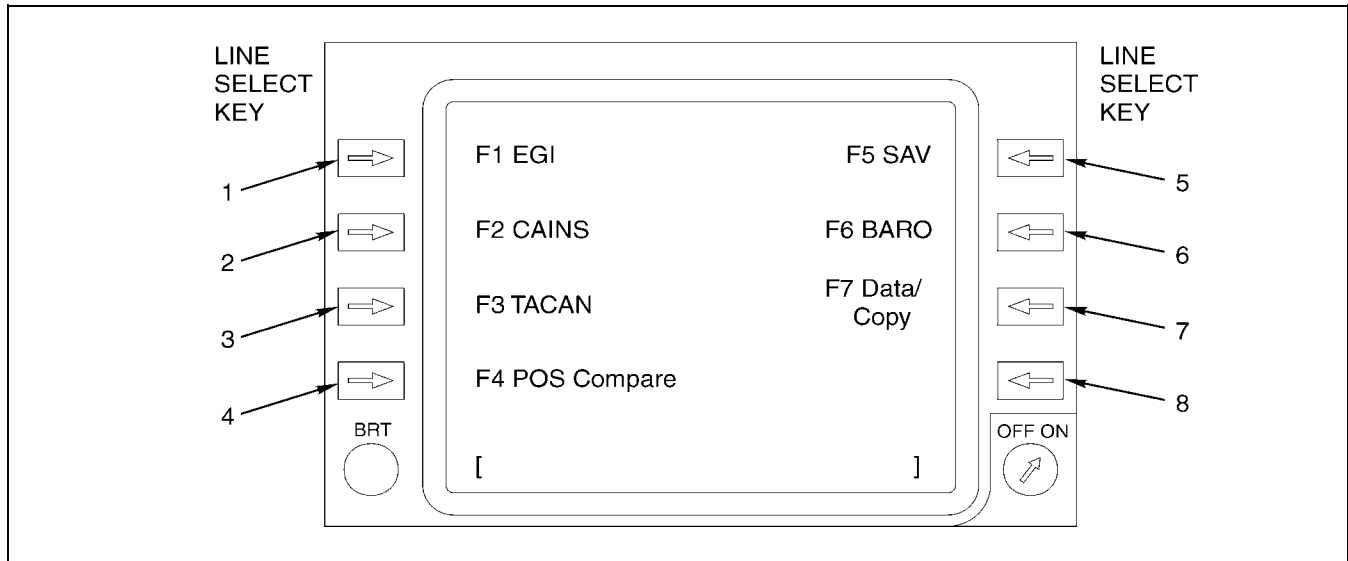 LINE
SELECT
KEY
LINE
SELECT
KEY
1
F1 EGI
F5 SAV
5
2
F2 CAINS
F6 BARO
6
3
F3 TACAN
F7 Data/
Copy
7
4
F4 POS Compare
8
BRT
OFF ON
[ ]